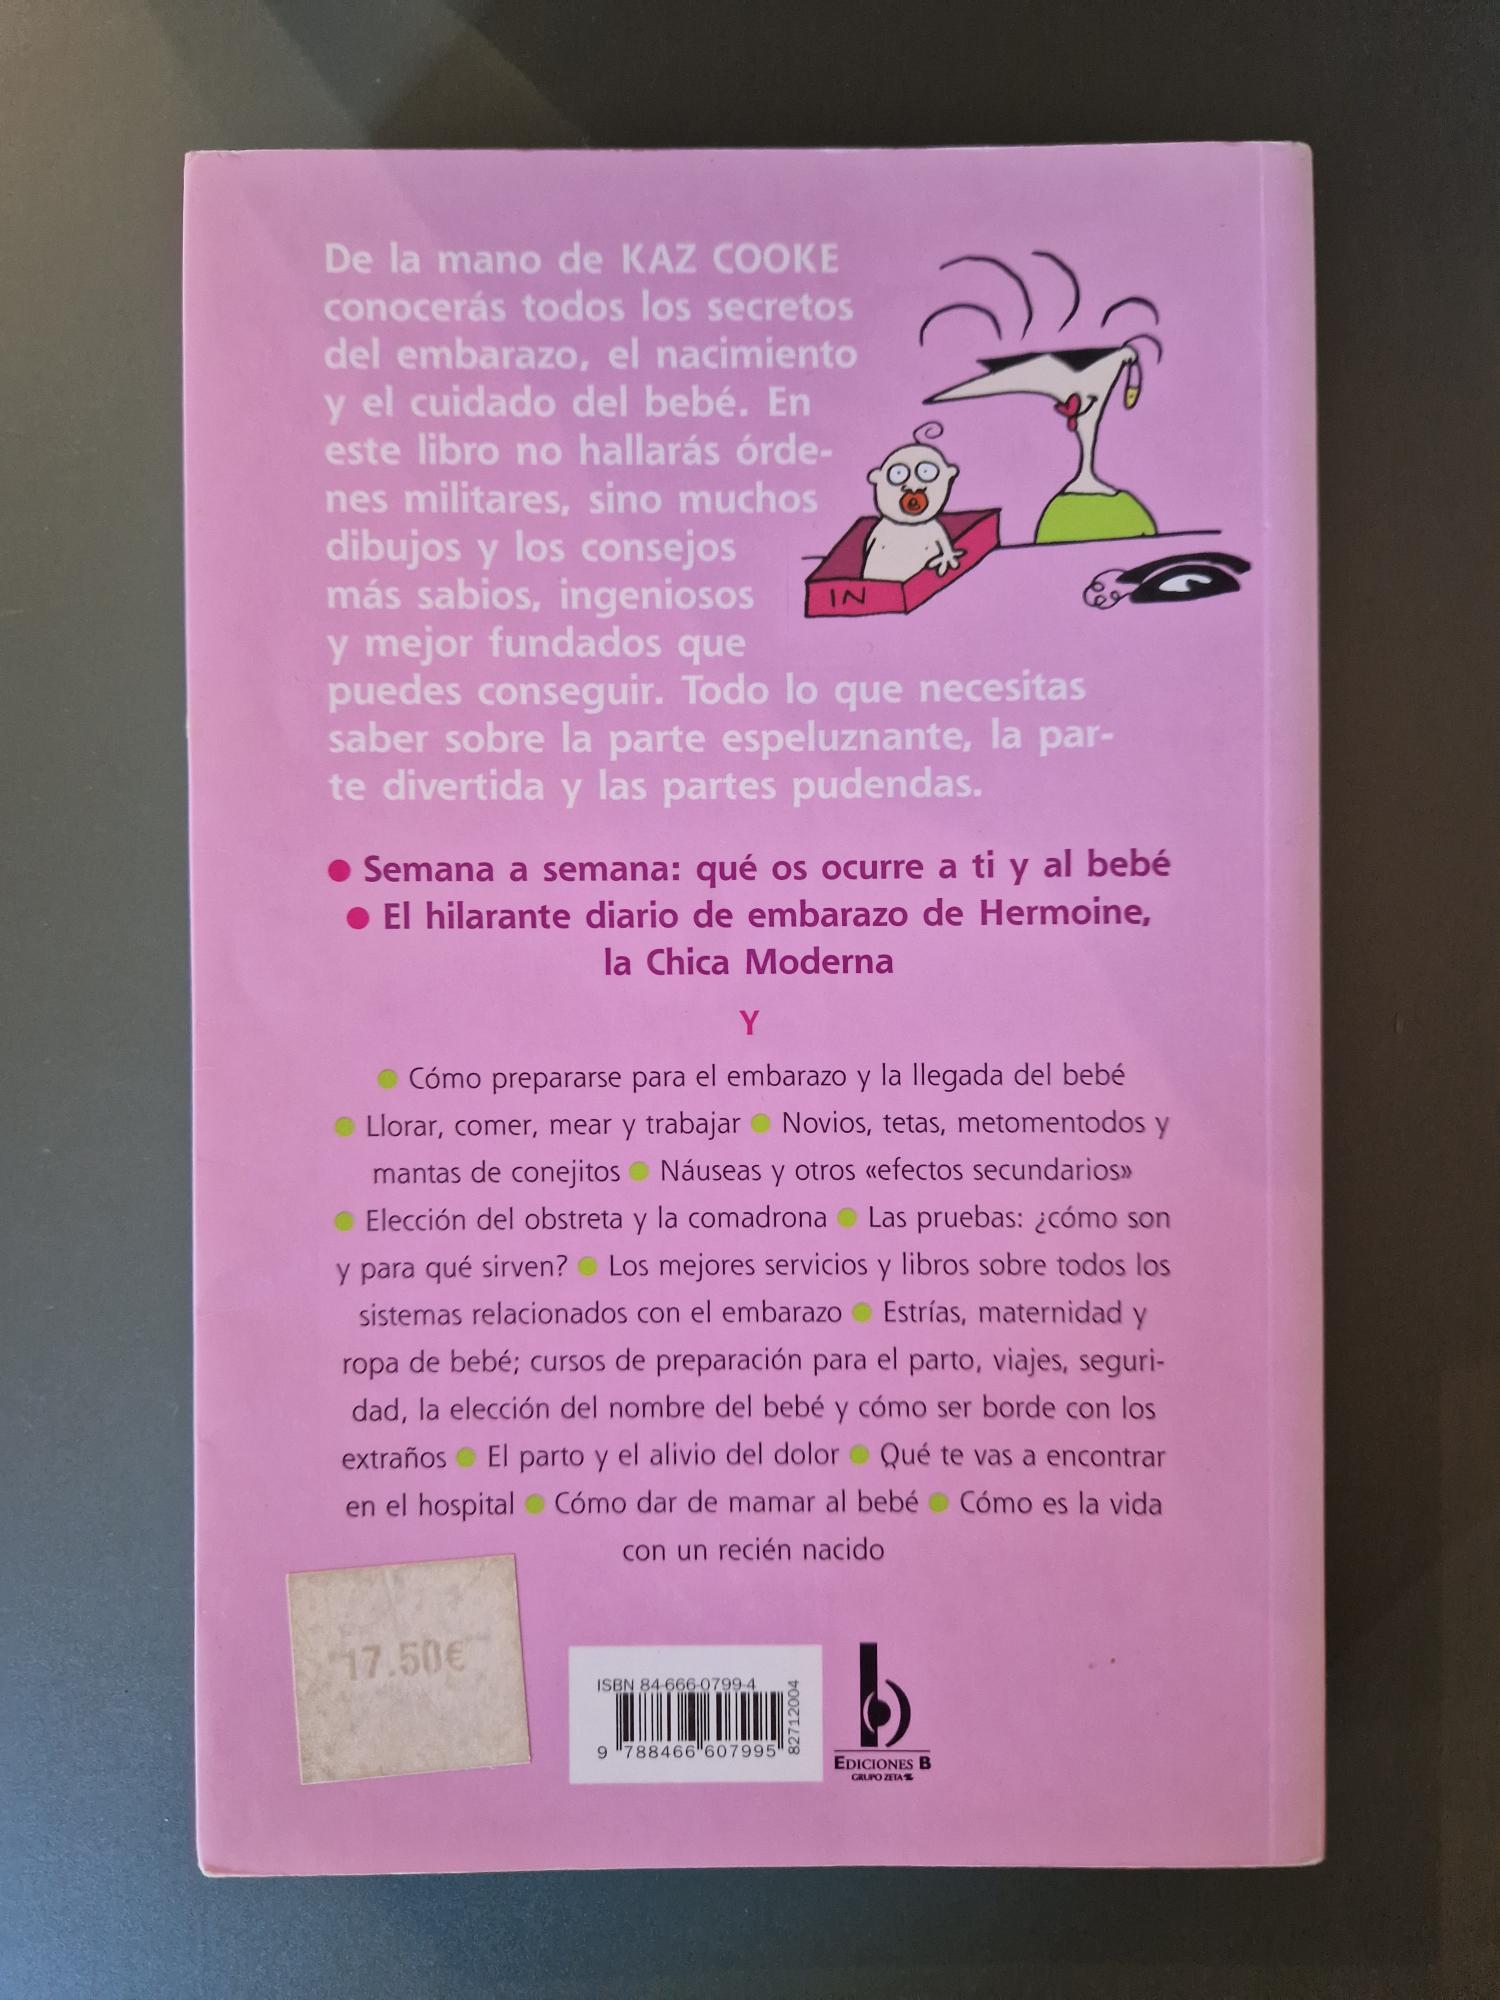 De la mano de KAZ COOKE
conocerás todos los secretos
del embarazo, el nacimiento
y el cuidado del bebé. En
este libro no hallarás órde-
nes militares, sino muchos
dibujos y los consejos
más sabios, ingeniosos
y mejor fundados que
puedes conseguir. Todo lo que necesitas
saber sobre la parte espeluznante, la par-
te divertida y las partes pudendas.
IN
● Semana a semana: qué os ocurre a ti y al bebé
● El hilarante diario de embarazo de Hermoine,
la Chica Moderna
Y
● Cómo prepararse para el embarazo y la llegada del bebé
● Llorar, comer, mear y trabajar ● Novios, tetas, metomentodos y
mantas de conejitos ● Náuseas y otros «efectos secundarios»
● Elección del obstreta y la comadrona ● Las pruebas: ¿cómo son
y para qué sirven? ● Los mejores servicios y libros sobre todos los
sistemas relacionados con el embarazo ● Estrías, maternidad y
ropa de bebé; cursos de preparación para el parto, viajes, seguri-
dad, la elección del nombre del bebé y cómo ser borde con los
extraños ● El parto y el alivio del dolor ● Qué te vas a encontrar
en el hospital ● Cómo dar de mamar al bebé ● Cómo es la vida
con un recién nacido
17.50€
ISBN 84-666-0799-4
9 788466 607995
82712004
EDICIONES B
GRUPO ZETA